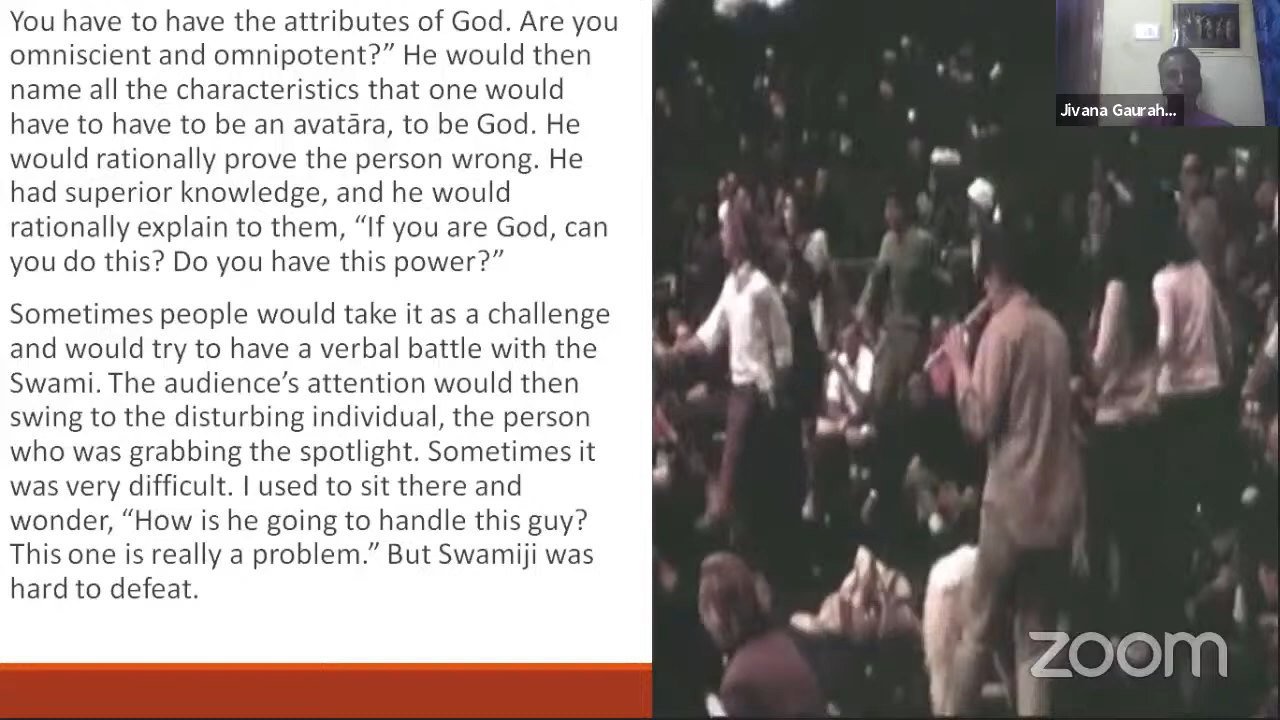 You have to have the attributes of God. Are you
omniscient and omnipotent?” He would then
name all the characteristics that one would
have to have to be an avatāra, to be God. He
would rationally prove the person wrong. He
had superior knowledge, and he would
rationally explain to them, “If you are God, can
you do this? Do you have this power?”
Sometimes people would take it as a challenge
and would try to have a verbal battle with the
Swami. The audience’s attention would then
swing to the disturbing individual, the person
who was grabbing the spotlight. Sometimes it
was very difficult. I used to sit there and
wonder, “How is he going to handle this guy?
This one is really a problem.” But Swamiji was
hard to defeat.
Jivana Gaurah...
zoom